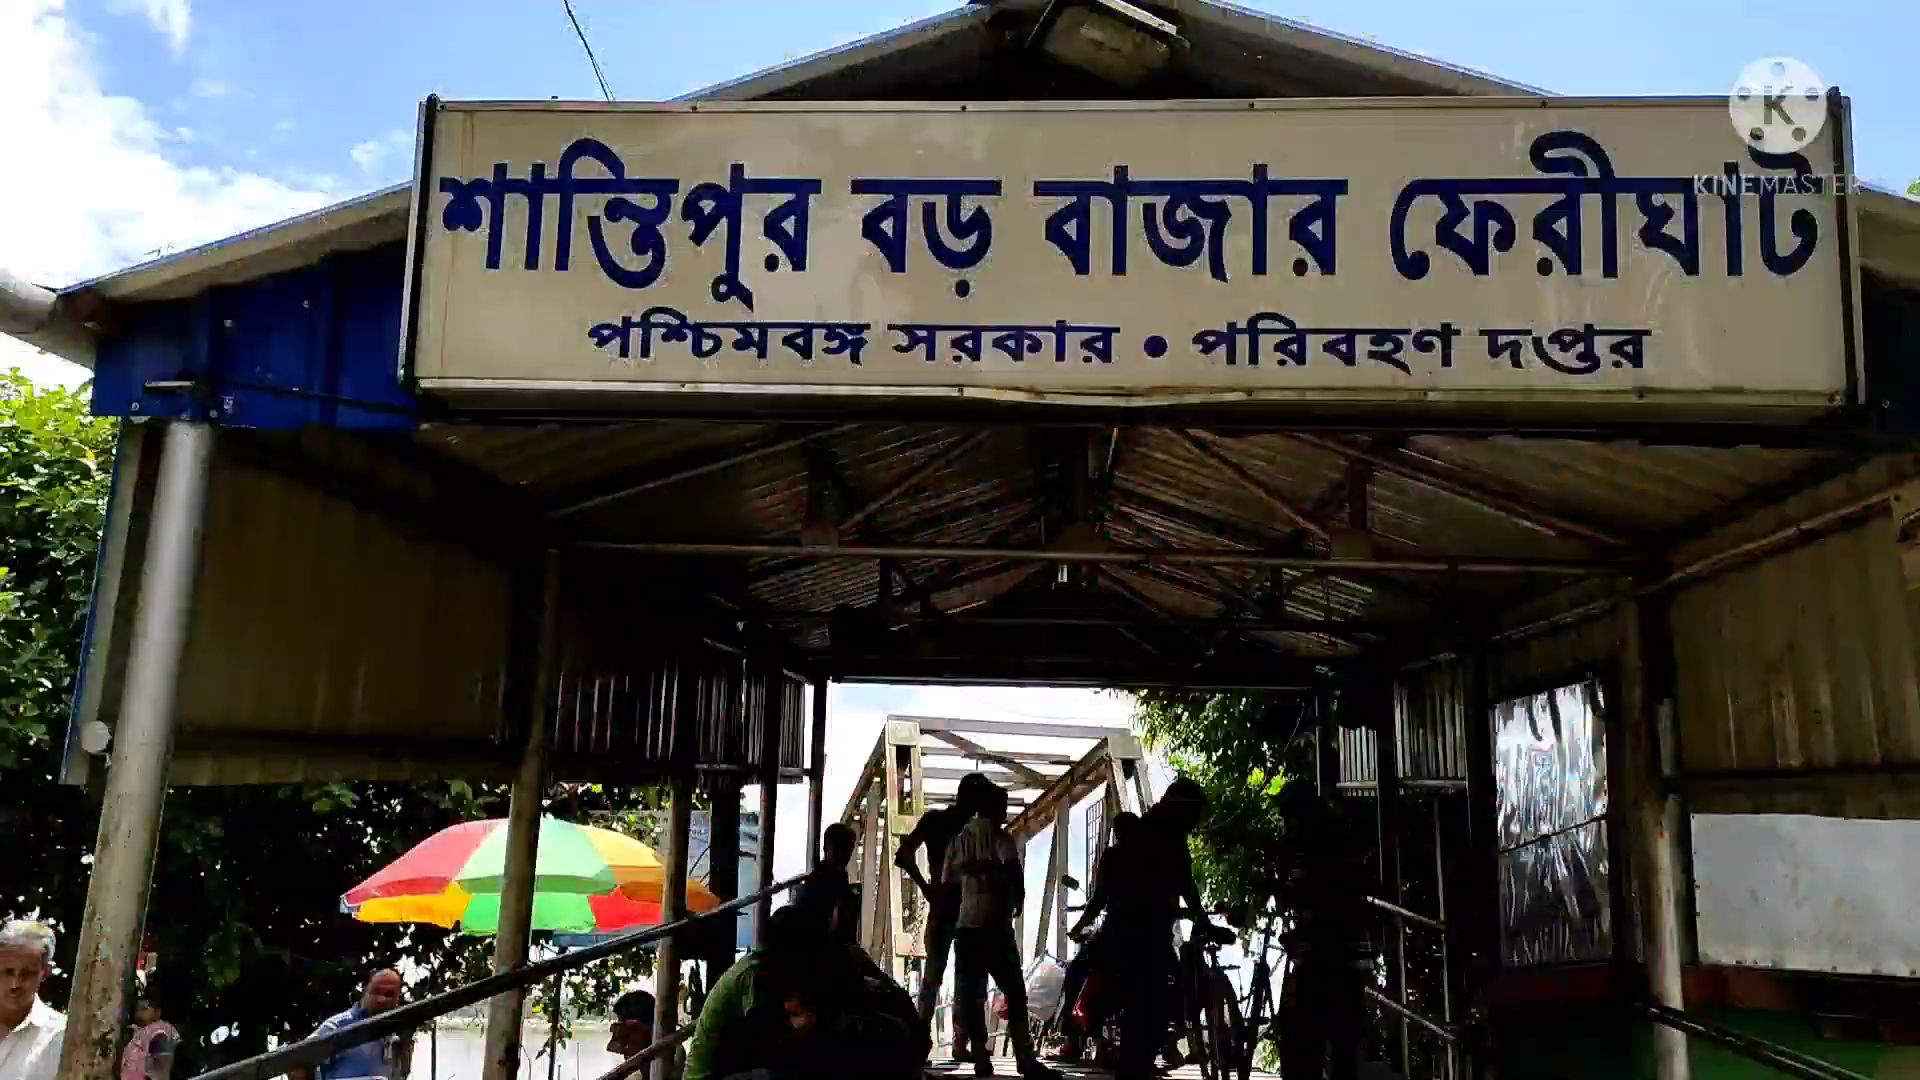 শান্তিপুর বড় বাজার ফেরীঘাট
পশ্চিমবঙ্গ সরকার • পরিবহণ দপ্তর
KINEMASTER